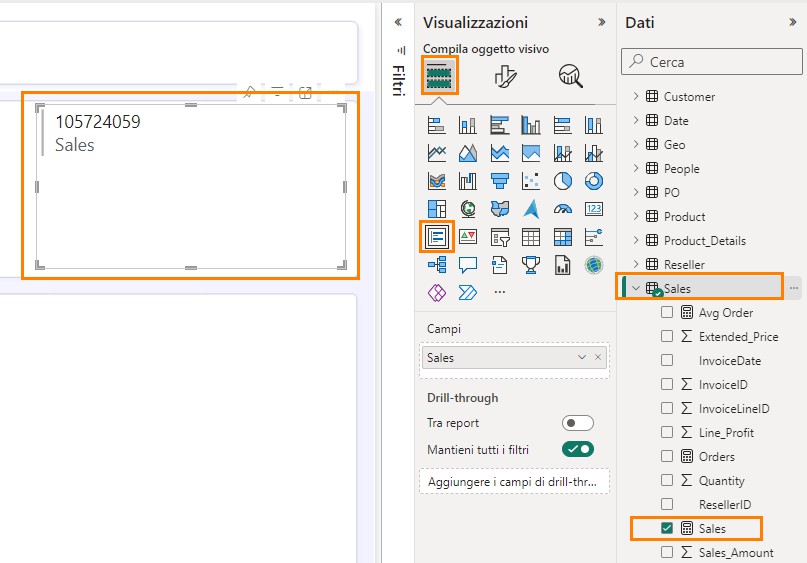 105724059
Sales
Filtri
Visualizzazioni
Compila oggetto visivo
123
Campi
Sales
Drill-through
Tra report
Mantieni tutti i filtri
Aggiungere i campi di drill-thr...
Dati
Cerca
Customer
Date
Geo
People
PO
Product
Product_Details
Reseller
Sales
Avg Order
Extended_Price
InvoiceDate
InvoiceID
InvoiceLineID
Line_Profit
Orders
Quantity
ResellerID
Sales
Sales_Amount